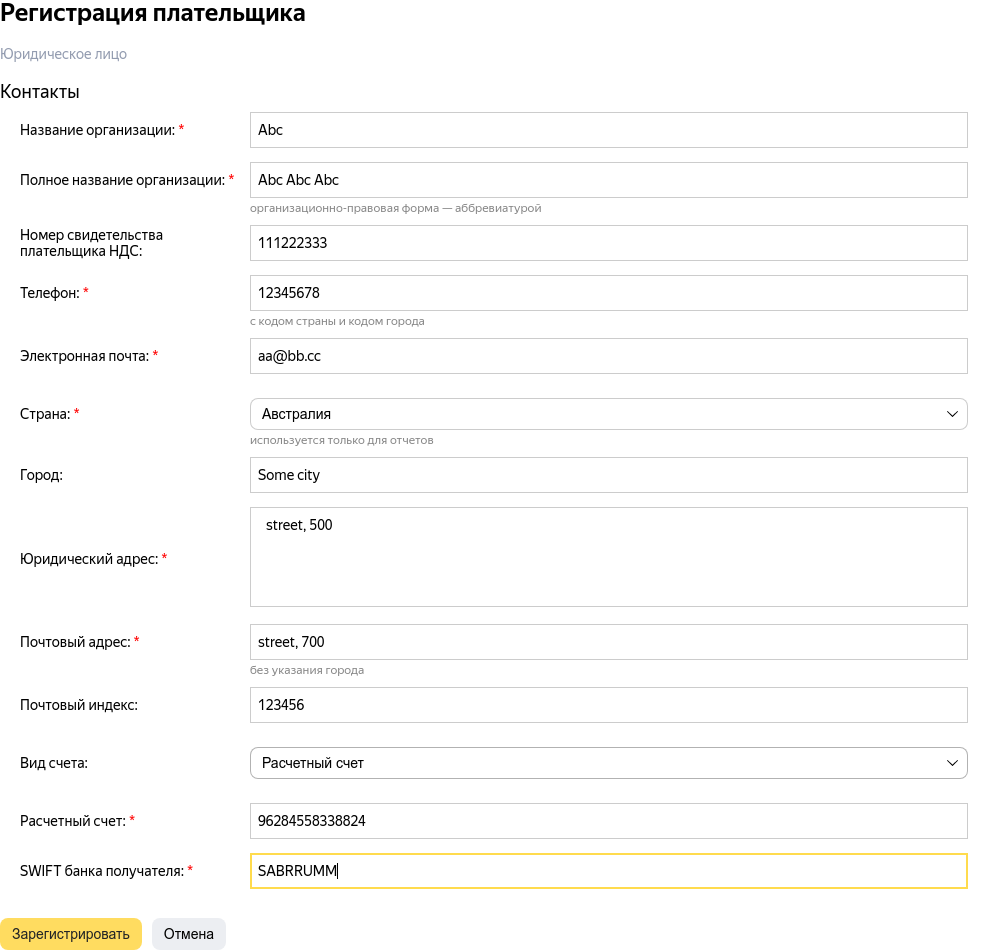 Регистрация плательщика
Юридическое лицо
Контакты
Название организации: * Abc
Полное название организации: * Abc Abc Abc
организационно-правовая форма — аббревиатурой
Номер свидетельства
плательщика НДС: 111222333
Телефон: * 12345678
с кодом страны и кодом города
Электронная почта: * aa@bb.cc
Страна: * Австралия
используется только для отчетов
Город: Some city
Юридический адрес: * street, 500
Почтовый адрес: * street, 700
без указания города
Почтовый индекс: 123456
Вид счета: Расчетный счет
Расчетный счет: * 96284558338824
SWIFT банка получателя: * SABRRUMM
Зарегистрировать Отмена